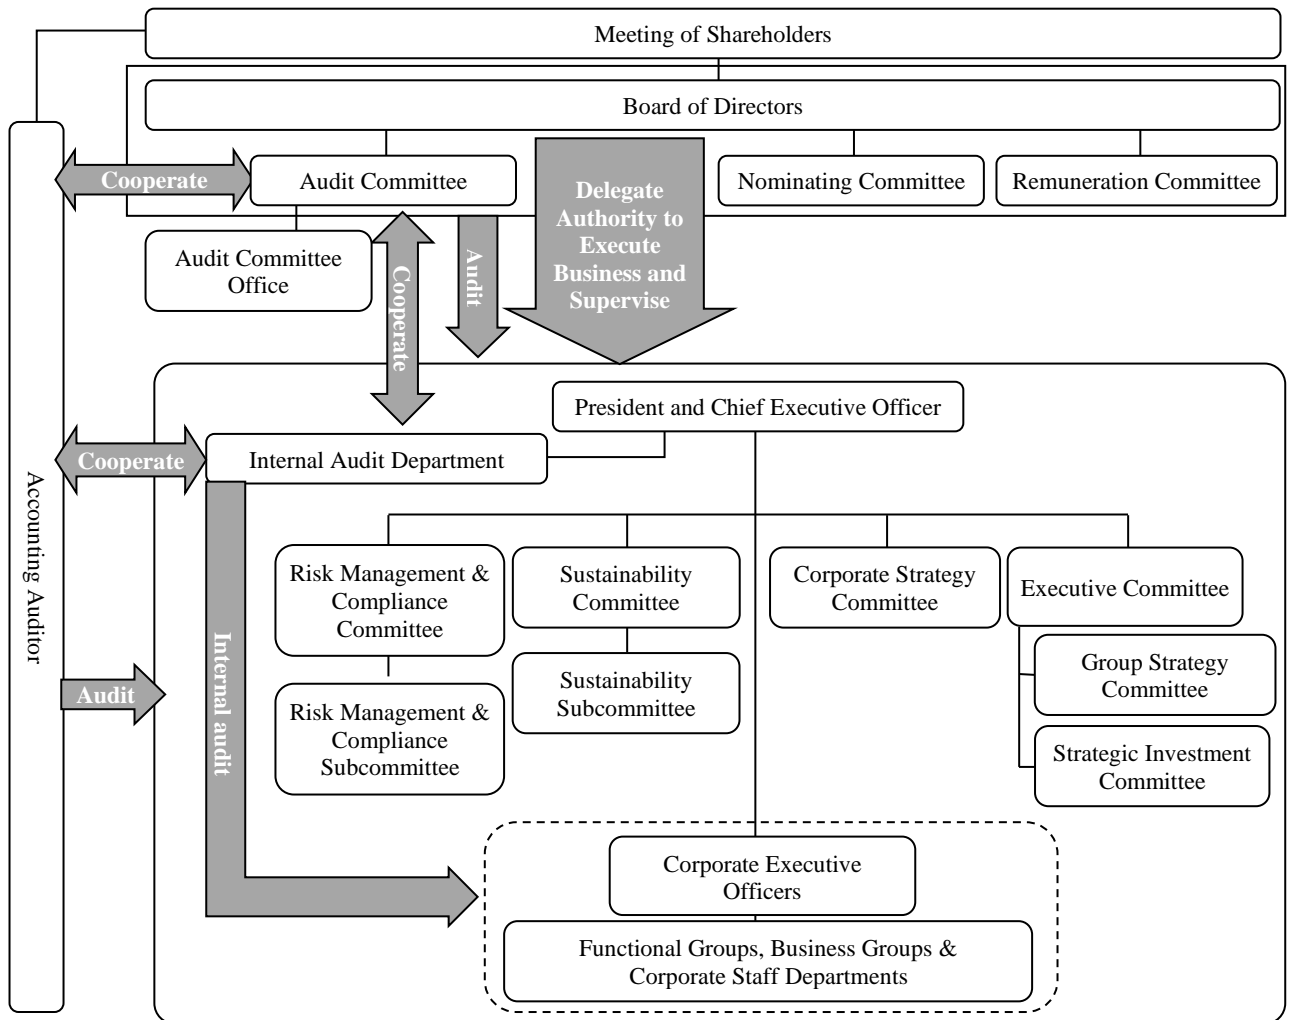 Meeting of Shareholders
Board of Directors
Cooperate
Audit Committee
Delegate
Authority to
Execute
Business and
Supervise
Nominating Committee
Remuneration Committee
Audit Committee
Office
Cooperate
Audit
President and Chief Executive Officer
Cooperate
Internal Audit Department
Accounting Auditor
Risk Management &
Compliance
Committee
Sustainability
Committee
Corporate Strategy
Committee
Executive Committee
Internal audit
Audit
Risk Management &
Compliance
Subcommittee
Sustainability
Subcommittee
Group Strategy
Committee
Strategic Investment
Committee
Corporate Executive
Officers
Functional Groups, Business Groups &
Corporate Staff Departments